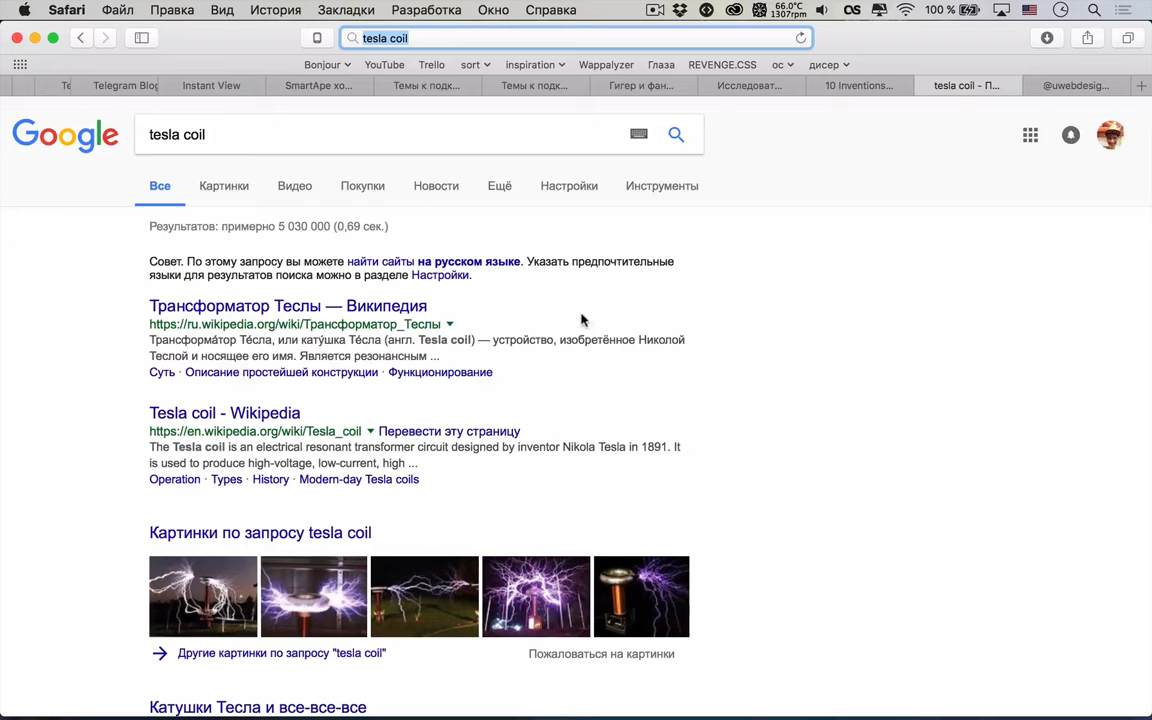 Safari Файл Правка Вид История Закладки Разработка Окно Справка 66.0°C 1307rpm 100 %
tesla coil
Bonjour YouTube Trello sort inspiration Wappalyzer Глаза REVENGE.CSS ос дисер
Te Telegram Blog Instant View SmartApe хо... Темы к подк... Темы к подк... Гигер и фан... Исследоват... 10 Inventions... tesla coil - П... @uwebdesig...
Google tesla coil
Все Картинки Видео Покупки Новости Ещё Настройки Инструменты
Результатов: примерно 5 030 000 (0,69 сек.)
Совет. По этому запросу вы можете найти сайты на русском языке. Указать предпочтительные
языки для результатов поиска можно в разделе Настройки.
Трансформатор Теслы — Википедия
https://ru.wikipedia.org/wiki/Трансформатор_Теслы
Трансформа́тор Те́сла, или кату́шка Те́сла (англ. Tesla coil) — устройство, изобретённое Николой
Теслой и носящее его имя. Является резонансным ...
Суть · Описание простейшей конструкции · Функционирование
Tesla coil - Wikipedia
https://en.wikipedia.org/wiki/Tesla_coil Перевести эту страницу
The Tesla coil is an electrical resonant transformer circuit designed by inventor Nikola Tesla in 1891. It
is used to produce high-voltage, low-current, high ...
Operation · Types · History · Modern-day Tesla coils
Картинки по запросу tesla coil
Другие картинки по запросу "tesla coil" Пожаловаться на картинки
Катушки Тесла и все-все-все